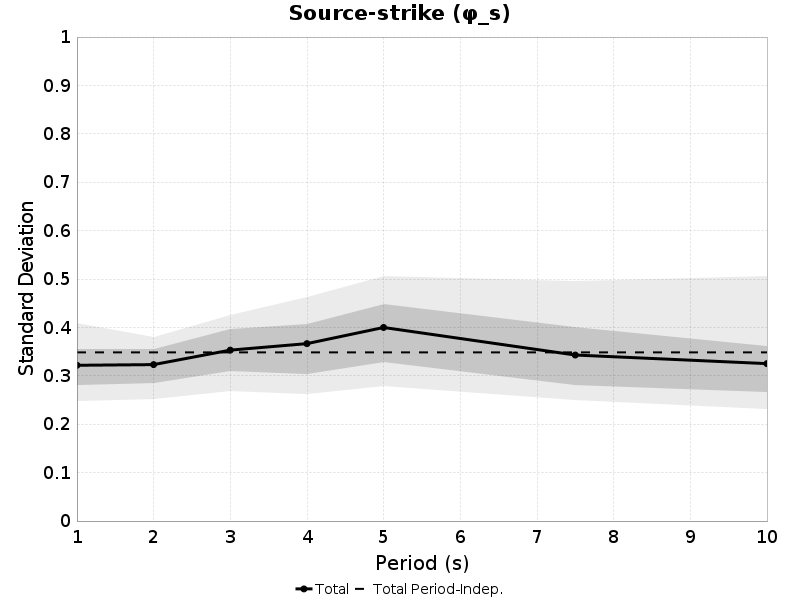 Source-strike (φ_s)
Standard Deviation
1
0.9
0.8
0.7
0.6
0.5
0.4
0.3
0.2
0.1
0
1 2 3 4 5 6 7 8 9 10
Period (s)
Total Total Period-Indep.